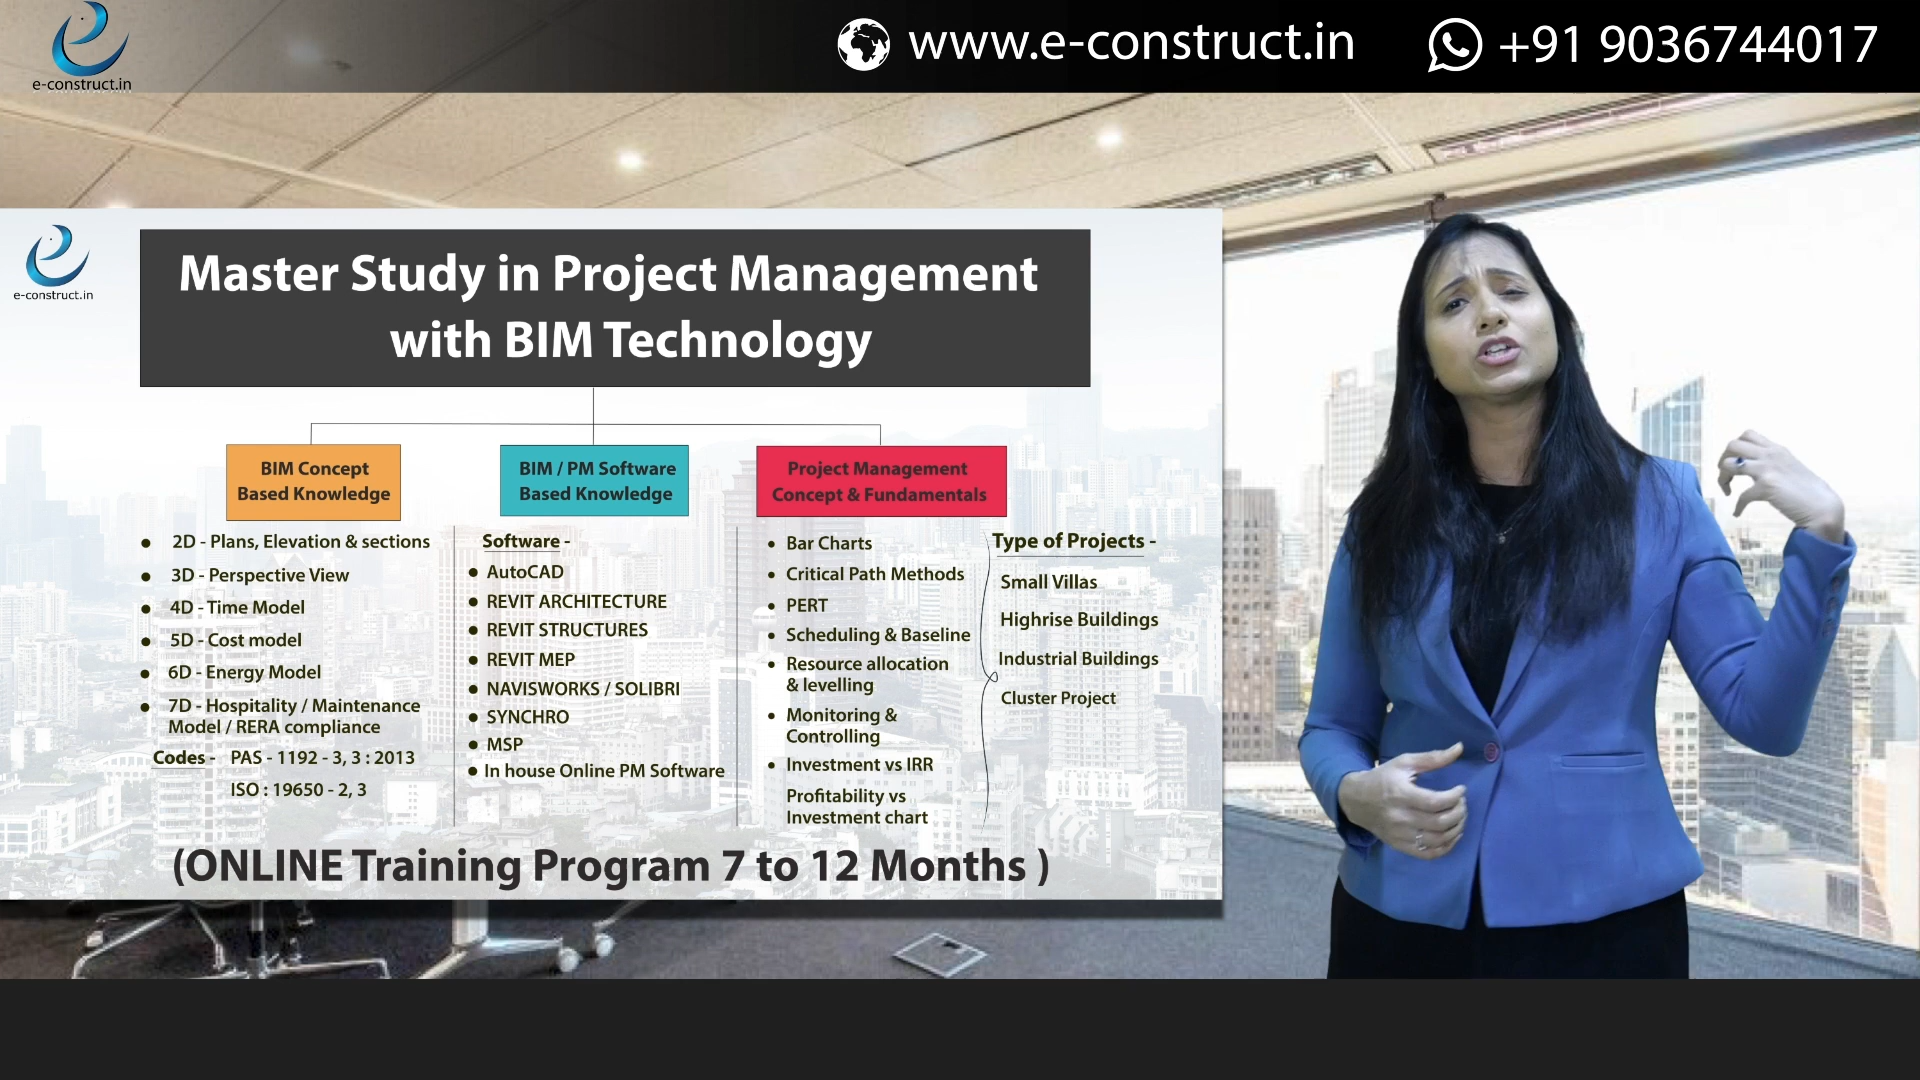 e-construct.in
www.e-construct.in
+91 9036744017
e-construct.in
Master Study in Project Management
with BIM Technology
BIM Concept
Based Knowledge
2D - Plans, Elevation & sections
3D - Perspective View
4D - Time Model
5D - Cost model
6D - Energy Model
7D - Hospitality / Maintenance
Model / RERA compliance
Codes - PAS - 1192 - 3, 3 : 2013
ISO : 19650 - 2, 3
BIM / PM Software
Based Knowledge
Software -
AutoCAD
REVIT ARCHITECTURE
REVIT STRUCTURES
REVIT MEP
NAVISWORKS / SOLIBRI
SYNCHRO
MSP
In house Online PM Software
Project Management
Concept & Fundamentals
Bar Charts
Critical Path Methods
PERT
Scheduling & Baseline
Resource allocation
& levelling
Monitoring &
Controlling
Investment vs IRR
Profitability vs
Investment chart
Type of Projects -
Small Villas
Highrise Buildings
Industrial Buildings
Cluster Project
(ONLINE Training Program 7 to 12 Months )